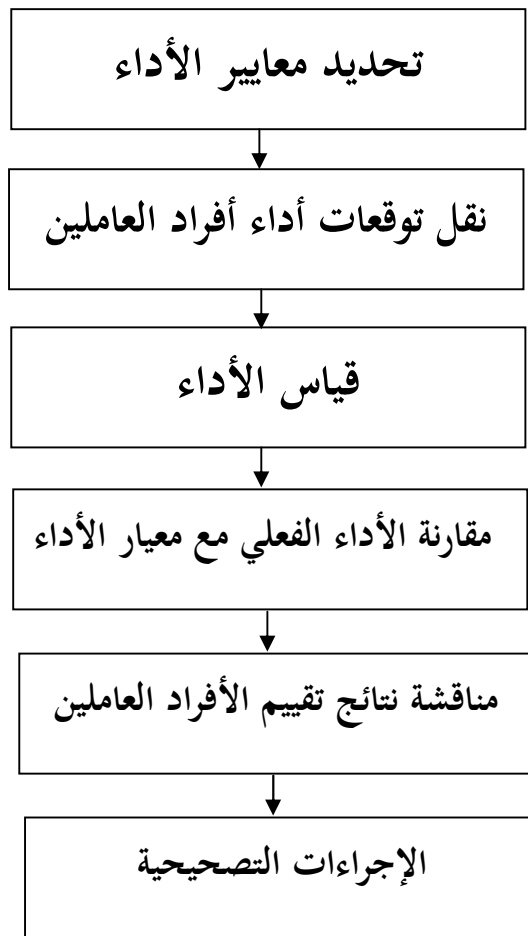 تحديد معايير الأداء
نقل توقعات أداء أفراد العاملين
قياس الأداء
مقارنة الأداء الفعلي مع معيار الأداء
مناقشة نتائج تقييم الأفراد العاملين
الإجراءات التصحيحية